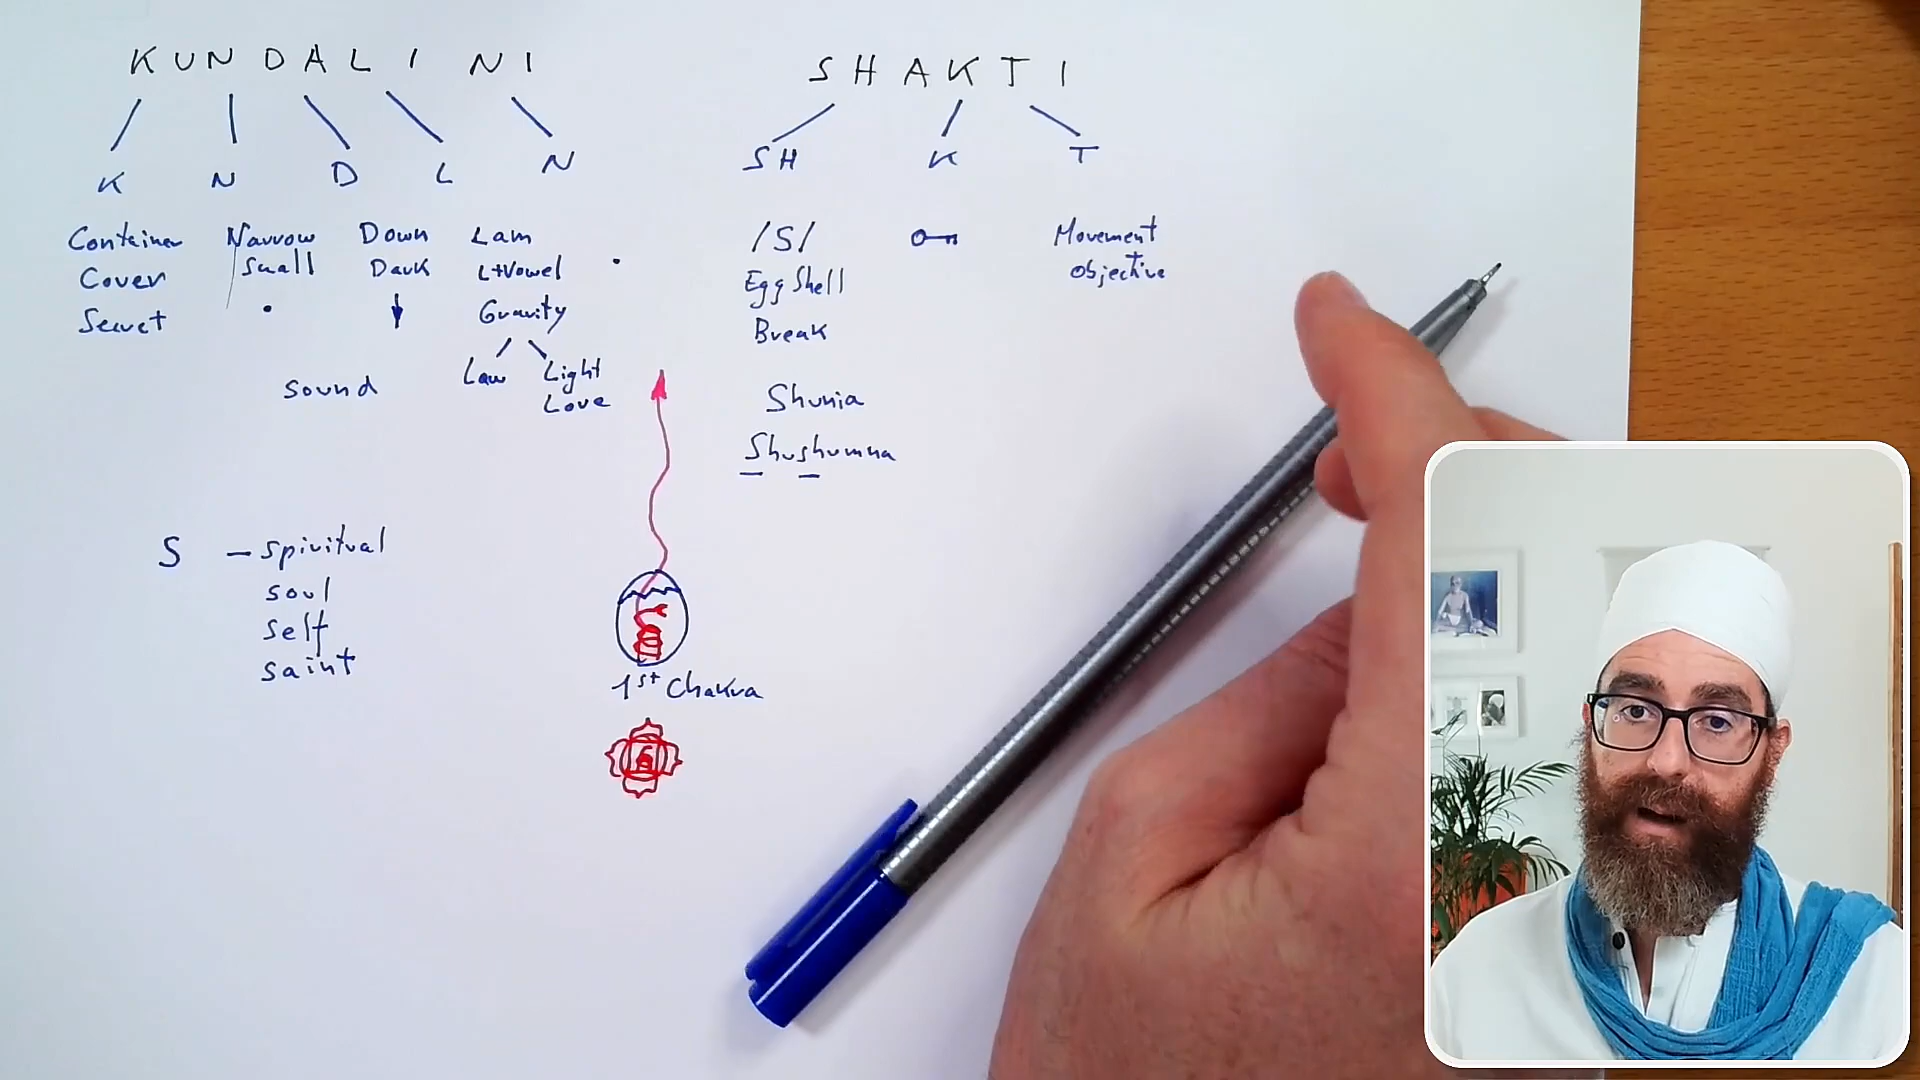 KUNDALINI
K N D L N
Container
Cover
Secret
Narrow
Small
Down
Dark
Lam
L+Vowel
Gravity
Law
Light
Love
Sound
SHAKTI
SH K T
/S/
Egg Shell
Break
Shunia
Shushumna
Movement
Objective
S - spiritual
soul
self
saint
1st Chakra